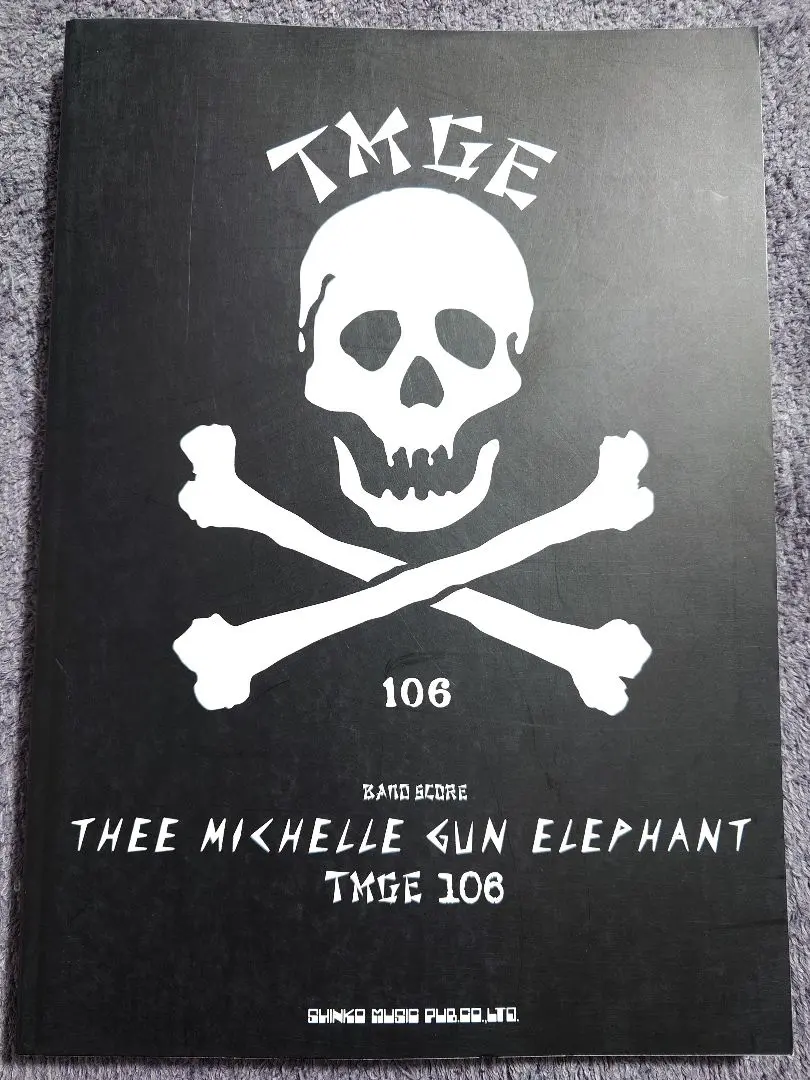 TMGE
106
BAND SCORE
THEE MICHELLE GUN ELEPHANT
TMGE 106
SHINKO MUSIC PUB.CO.,LTD.